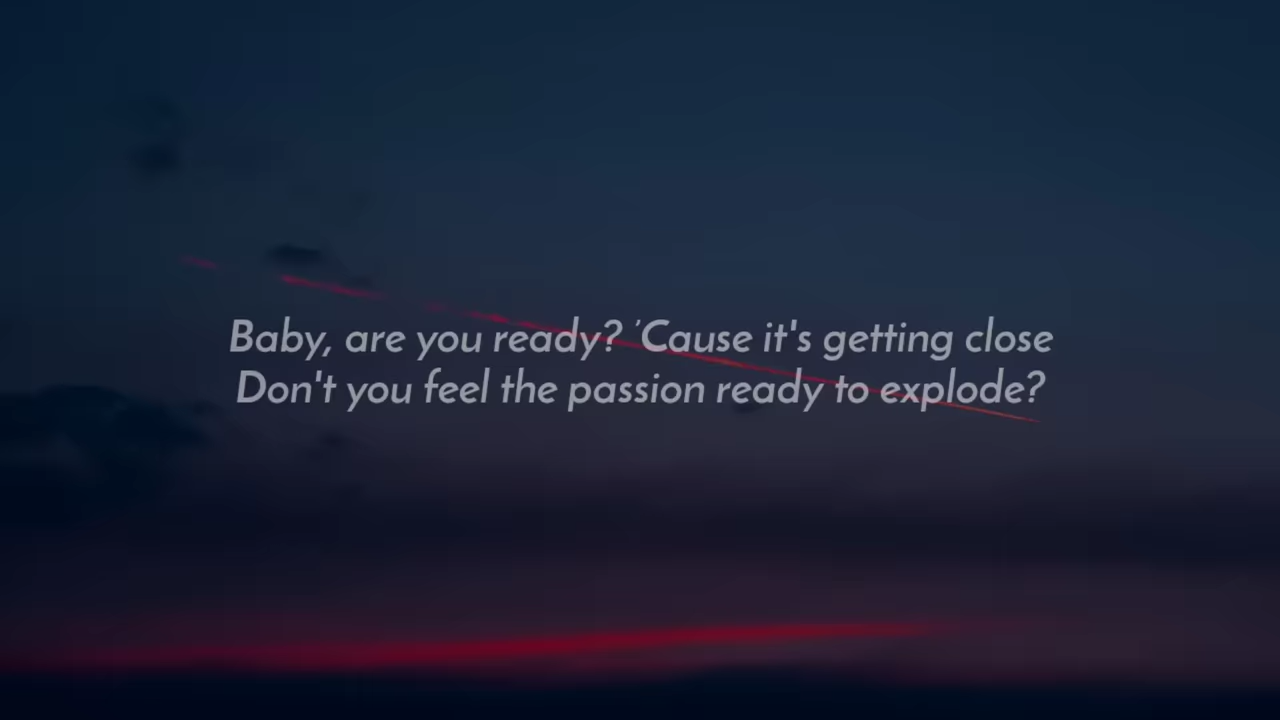 Baby, are you ready? 'Cause it's getting close
Don't you feel the passion ready to explode?